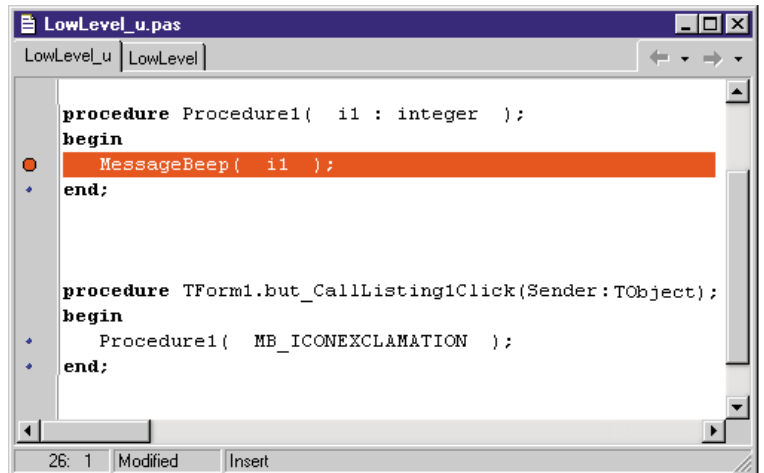 LowLevel_u.pas
LowLevel_u LowLevel
procedure Procedure1(  i1 : integer  );
begin
MessageBeep(  i1  );
end;
procedure TForm1.but_CallListing1Click(Sender:TObject);
begin
Procedure1(  MB_ICONEXCLAMATION  );
end;
26: 1 Modified Insert